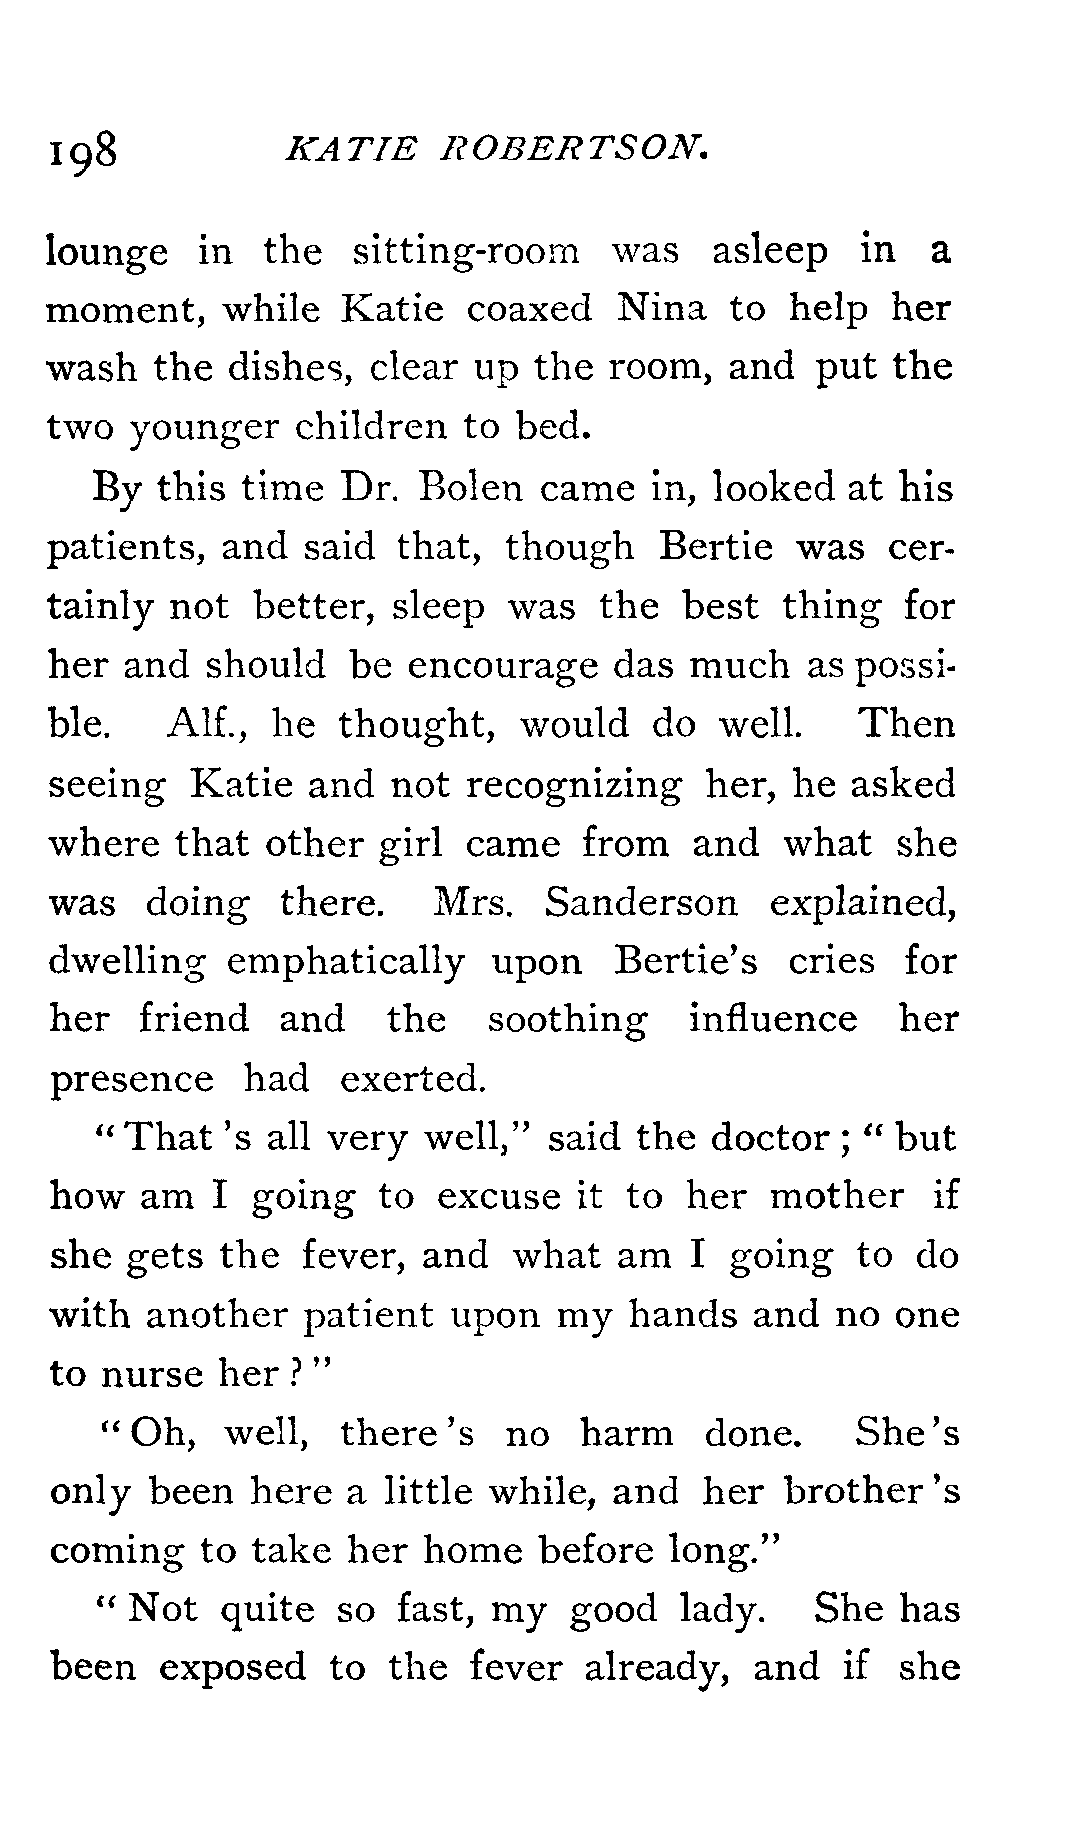 198 KATIE ROBERTSON.
lounge in the sitting-room was asleep in a
moment, while Katie coaxed Nina to help her
wash the dishes, clear up the room, and put the
two younger children to bed.
By this time Dr. Bolen came in, looked at his
patients, and said that, though Bertie was cer-
tainly not better, sleep was the best thing for
her and should be encourage das much as possi-
ble. Alf., he thought, would do well. Then
seeing Katie and not recognizing her, he asked
where that other girl came from and what she
was doing there. Mrs. Sanderson explained,
dwelling emphatically upon Bertie's cries for
her friend and the soothing influence her
presence had exerted.
"That 's all very well," said the doctor ; " but
how am I going to excuse it to her mother if
she gets the fever, and what am I going to do
with another patient upon my hands and no one
to nurse her ? "
"Oh, well, there 's no harm done. She 's
only been here a little while, and her brother 's
coming to take her home before long."
" Not quite so fast, my good lady. She has
been exposed to the fever already, and if she